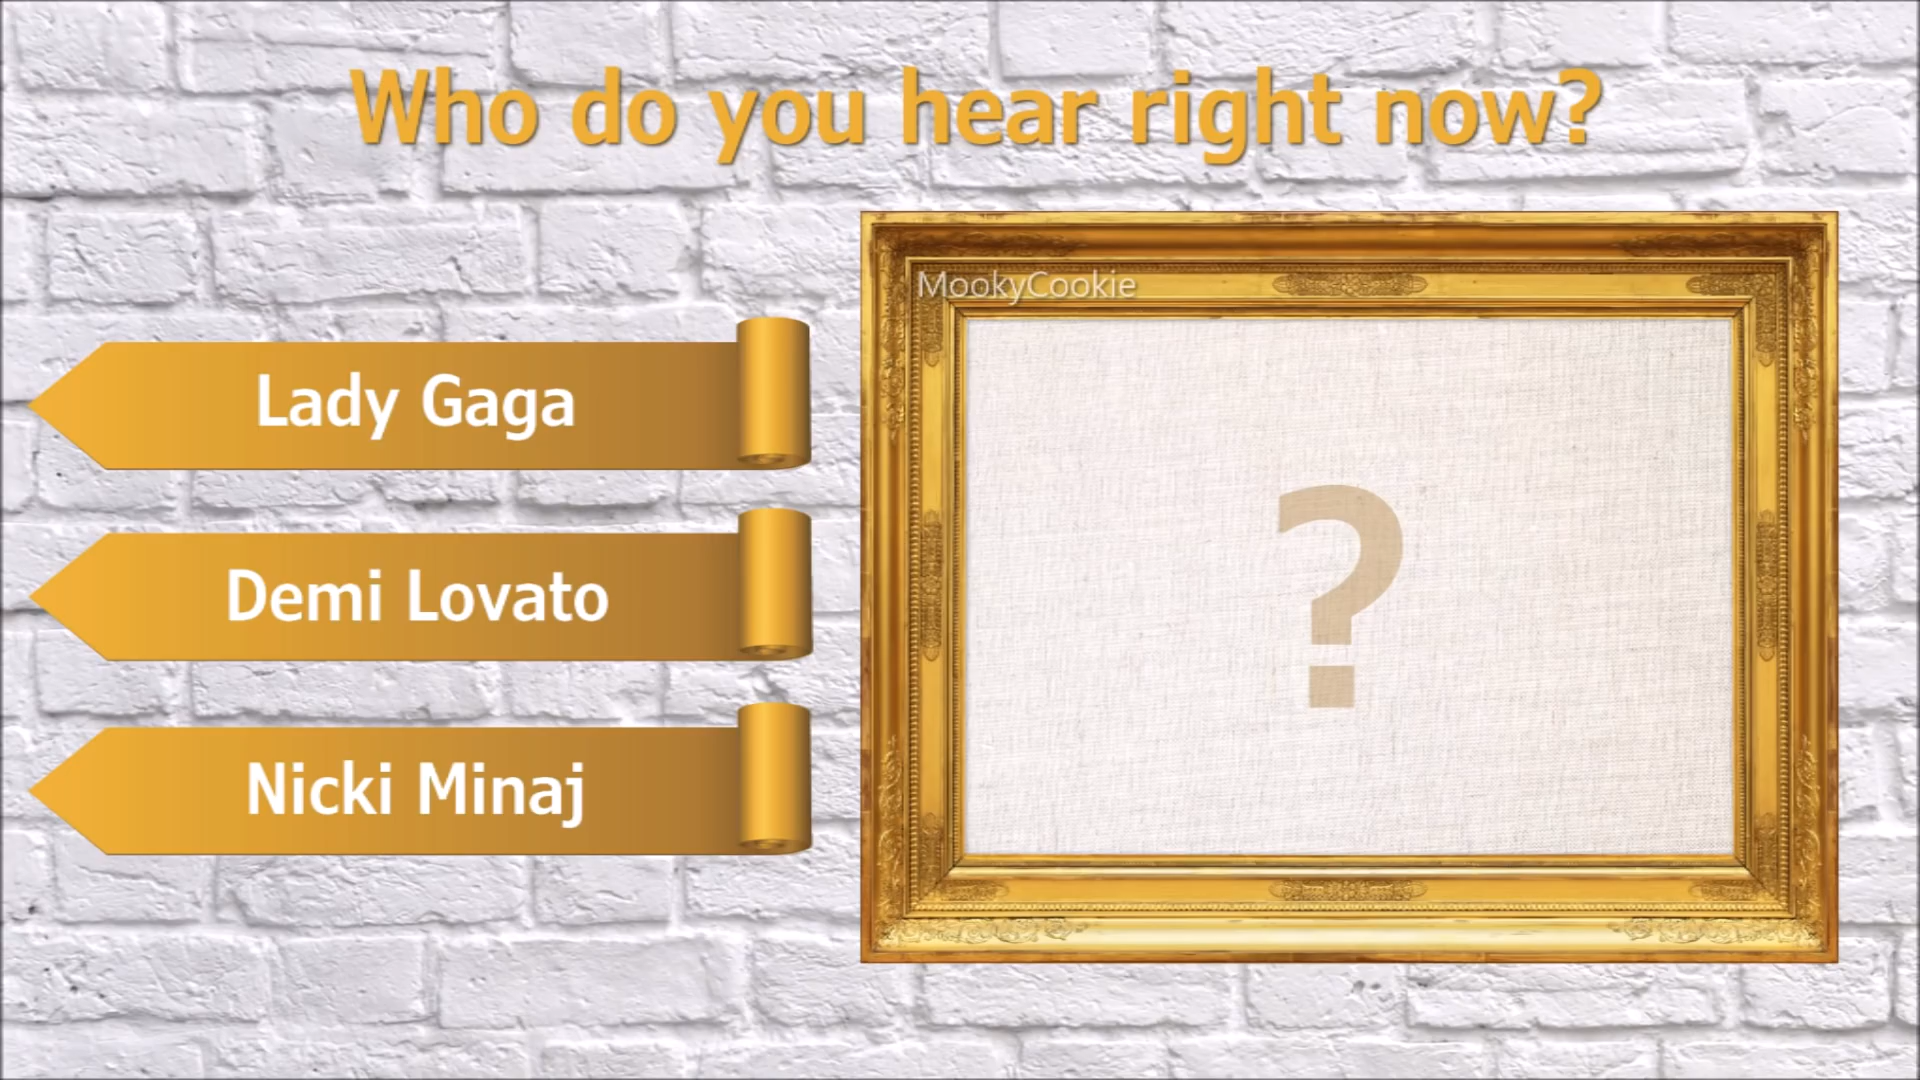 Who do you hear right now?
MookyCookie
Lady Gaga
Demi Lovato
Nicki Minaj
?